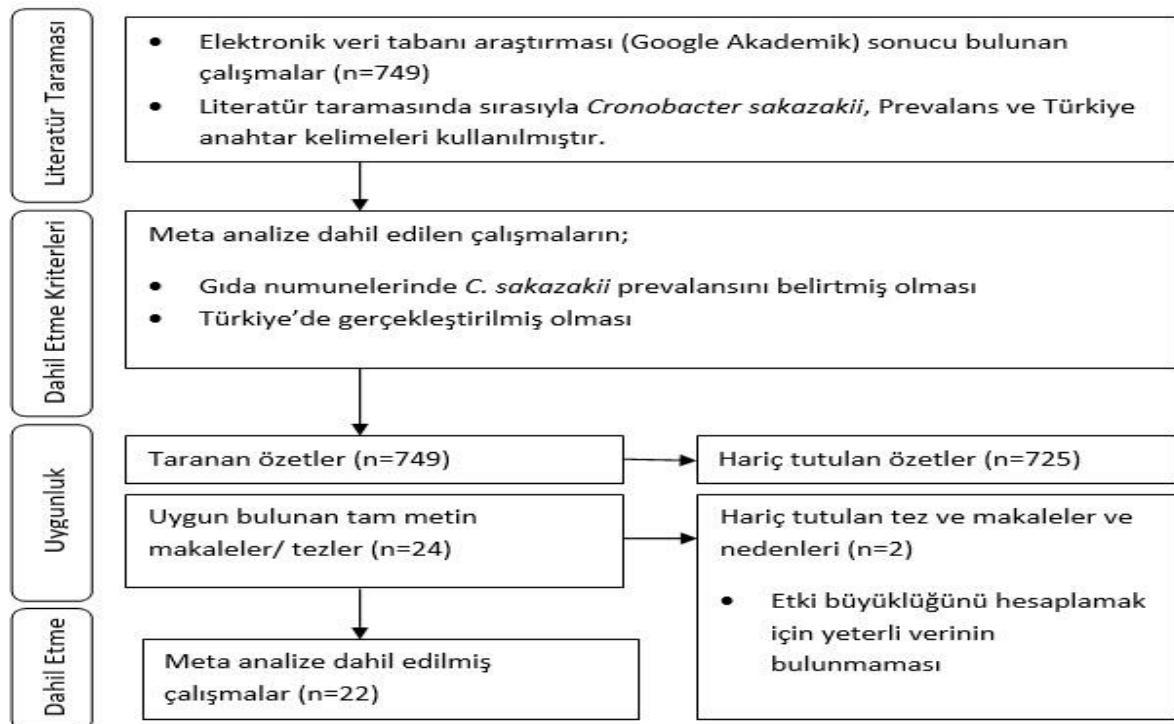 Literatür Taraması
• Elektronik veri tabanı araştırması (Google Akademik) sonucu bulunan
çalışmalar (n=749)
• Literatür taramasında sırasıyla Cronobacter sakazakii, Prevalans ve Türkiye
anahtar kelimeleri kullanılmıştır.
Dahil Etme Kriterleri
Meta analize dahil edilen çalışmaların;
• Gıda numunelerinde C. sakazakii prevalansını belirtmiş olması
• Türkiye’de gerçekleştirilmiş olması
Uygunluk
Taranan özetler (n=749)
Hariç tutulan özetler (n=725)
Uygun bulunan tam metin
makaleler/ tezler (n=24)
Hariç tutulan tez ve makaleler ve
nedenleri (n=2)
• Etki büyüklüğünü hesaplamak
için yeterli verinin
bulunmaması
Dahil Etme
Meta analize dahil edilmiş
çalışmalar (n=22)